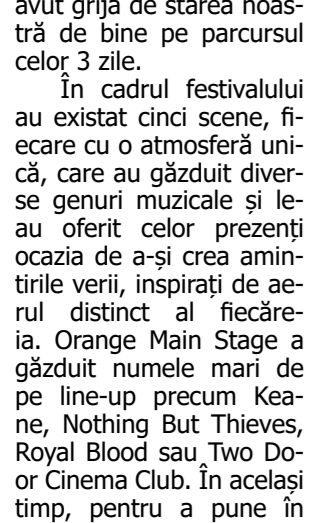 avut grijă de starea noas-
tră de bine pe parcursul
celor 3 zile.
În cadrul festivalului
au existat cinci scene, fi-
ecare cu o atmosferă uni-
că, care au găzduit diver-
se genuri muzicale și le-
au oferit celor prezenți
ocazia de a-și crea amin-
tirile verii, inspirați de ae-
rul distinct al fiecăre-
ia. Orange Main Stage a
găzduit numele mari de
pe line-up precum Kea-
ne, Nothing But Thieves,
Royal Blood sau Two Do-
or Cinema Club. În același
timp, pentru a pune în